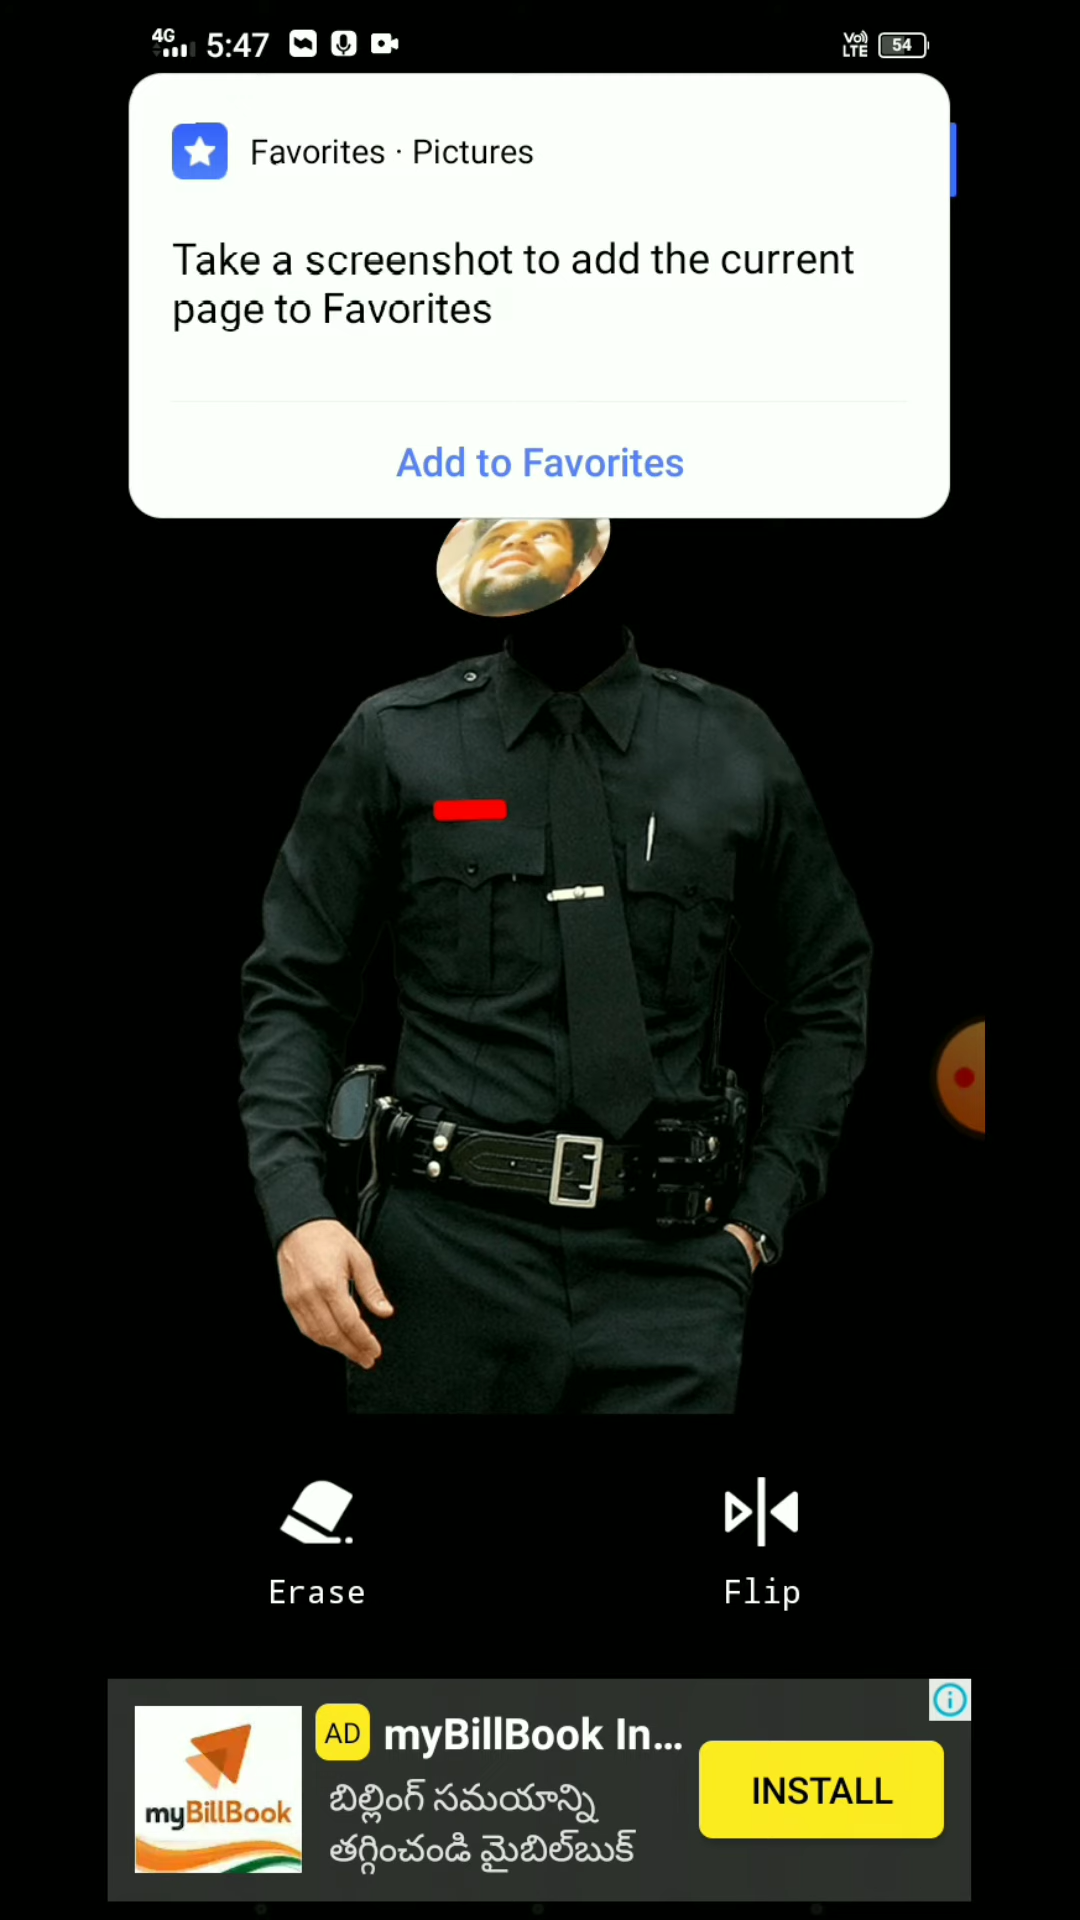 4G 5:47 Vo) LTE 54
Favorites · Pictures
Take a screenshot to add the current
page to Favorites
Add to Favorites
Erase
Flip
AD myBillBook In...
బిల్లింగ్ సమయాన్ని
తగ్గించండి మైబిల్‌బుక్
INSTALL
myBillBook